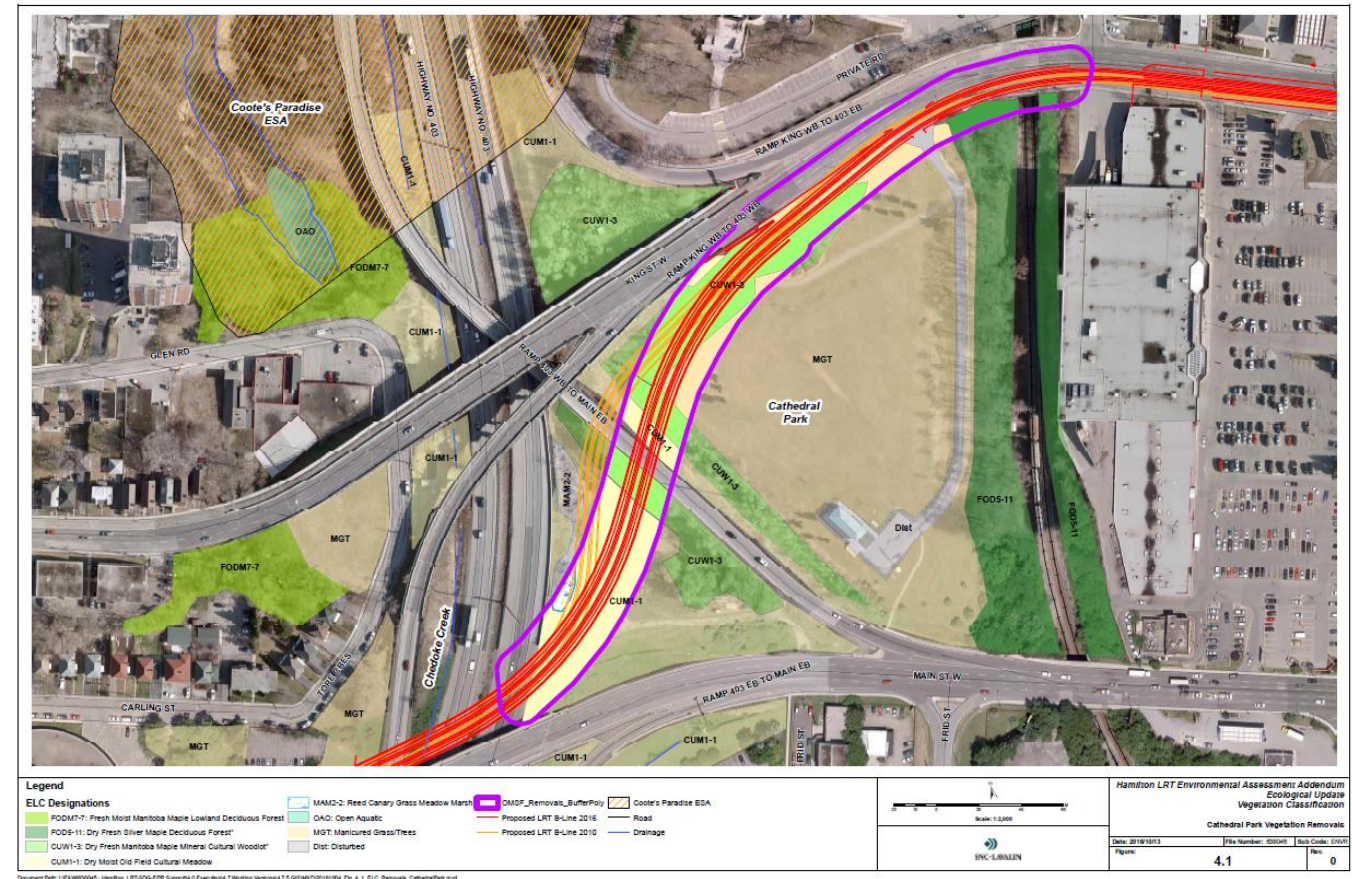 HIGHWAY NO. 403
HIGHWAY NO. 403
PRIVATE RD
Coote's Paradise
ESA
CUM1-1
CUM1-1
RAMP KING WB TO 403 EB
OAO
CUW1-3
FODM7-7
RAMP KING WB TO 403 WB
KING ST W
CUW1-3
CUM1-1
GLEN RD
RAMP 403 WB TO MAIN EB
MGT
Cathedral
Park
CUM1-1
CUM1-1
CUW1-3
MAM2-2
FOD5-11
FOD5-11
Dist
MGT
FODM7-7
CUW1-3
CUM1-1
Chedoke Creek
RAMP 403 EB TO MAIN EB
MAIN ST W
CARLING ST
MGT
FRID ST
FRID ST
MGT
CUM1-1
CUM1-1
Legend
ELC Designations
FODM7-7: Fresh Moist Manitoba Maple Lowland Deciduous Forest
FOD5-11: Dry Fresh Silver Maple Deciduous Forest*
CUW1-3: Dry Fresh Manitoba Maple Mineral Cultural Woodlot*
CUM1-1: Dry Moist Old Field Cultural Meadow
MAM2-2: Reed Canary Grass Meadow Marsh
OAO: Open Aquatic
MGT: Manicured Grass/Trees
Dist: Disturbed
OMSF_Removals_BufferPoly
Proposed LRT B-Line 2016
Proposed LRT B-Line 2010
Coote's Paradise ESA
Road
Drainage
Scale: 1:2,000
SNC-LAVALIN
Hamilton LRT Environmental Assessment Addendum
Ecological Update
Vegetation Classification
Cathedral Park Vegetation Removals
Date: 2016/10/13
File Number: 636045
Sub Code: ENVR
Figure:
4.1
Rev.
0